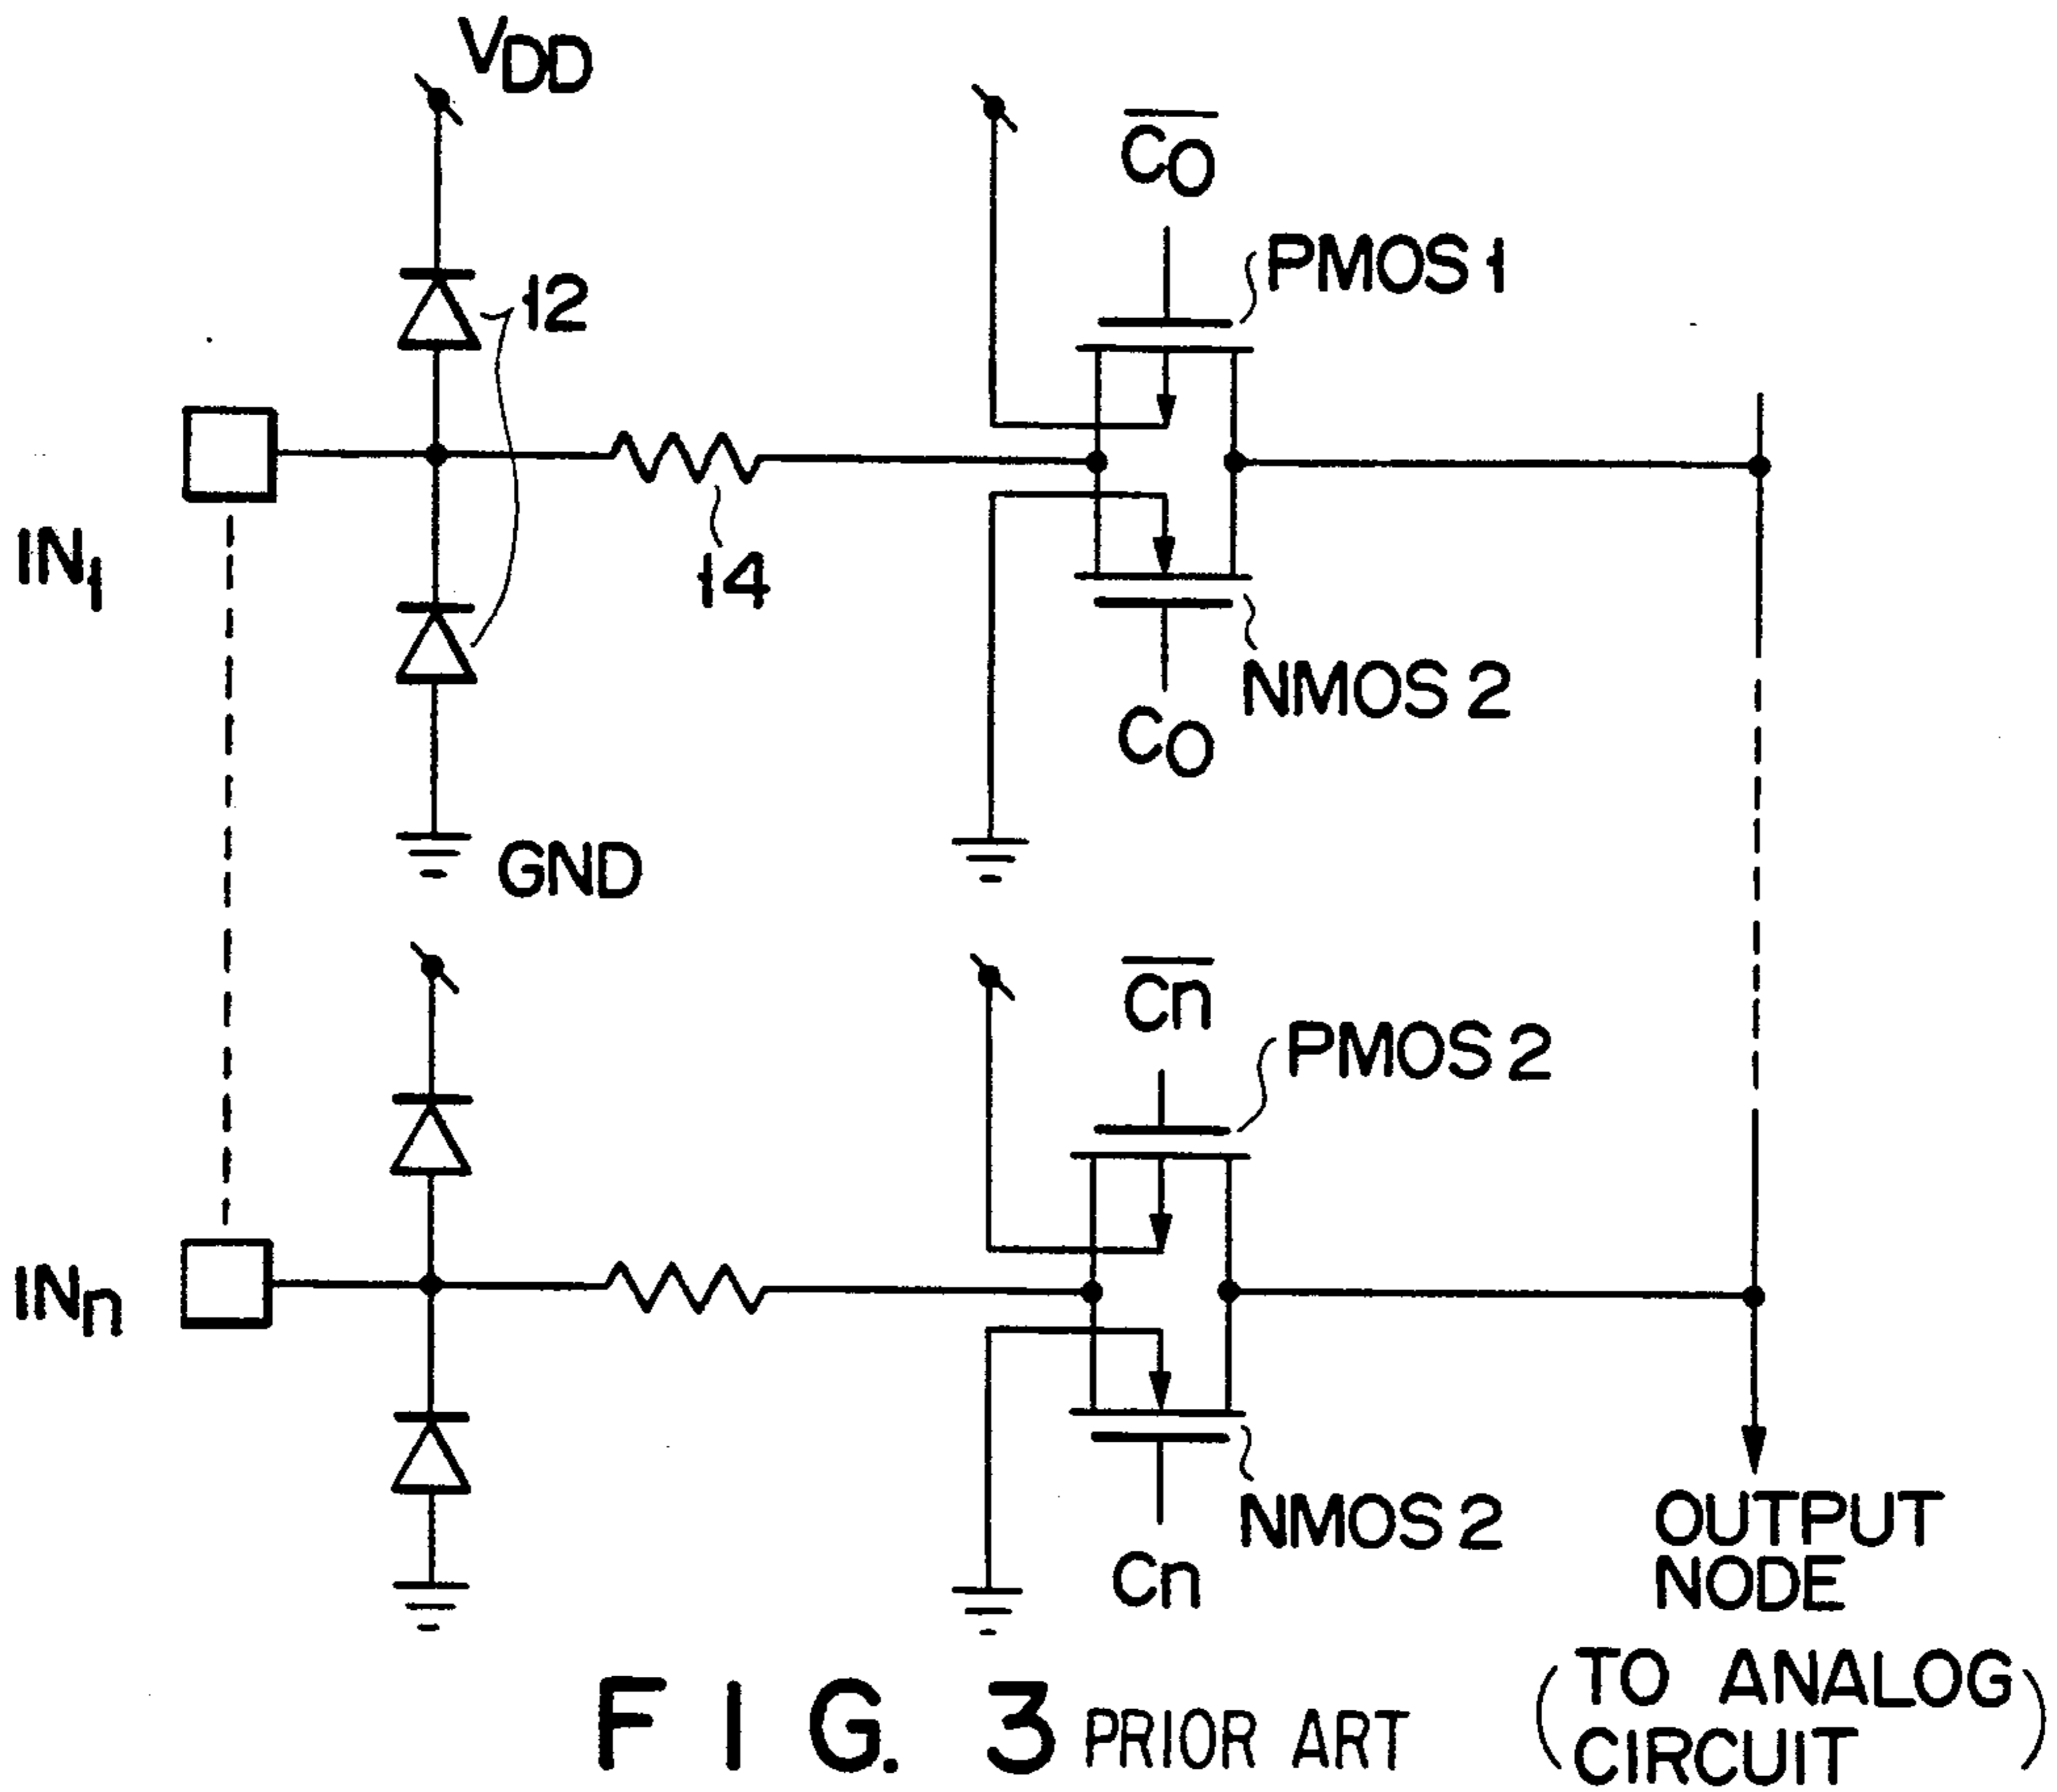 VDD
C̅O̅
PMOS 1
12
IN1
14
NMOS 2
CO
GND
C̅n̅
PMOS 2
INn
NMOS 2
Cn
OUTPUT
NODE
(TO ANALOG
CIRCUIT)
FIG. 3 PRIOR ART